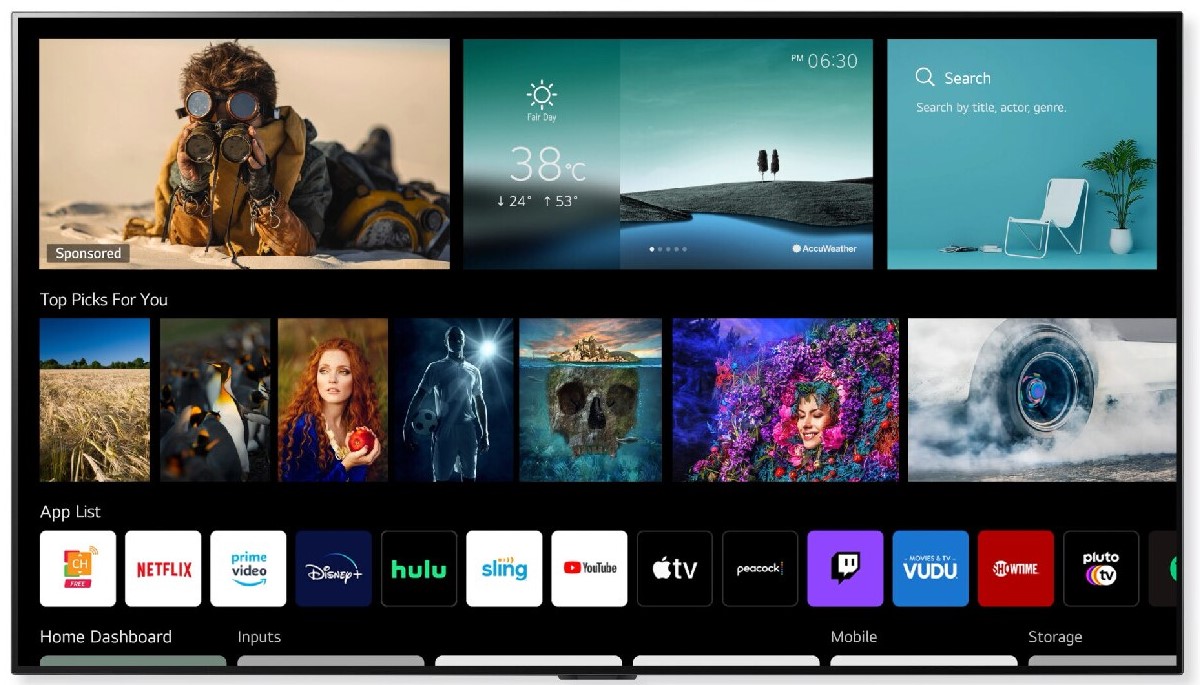 Sponsored
Fair Day
38°C
↓ 24° ↑ 53°
PM 06:30
AccuWeather
Search
Search by title, actor, genre.
Top Picks For You
App List
CH
FREE
NETFLIX
prime
video
Disney+
hulu
sling
YouTube
tv
peacock
MOVIES & TV
VUDU
SHOWTIME
pluto
tv
Home Dashboard
Inputs
Mobile
Storage